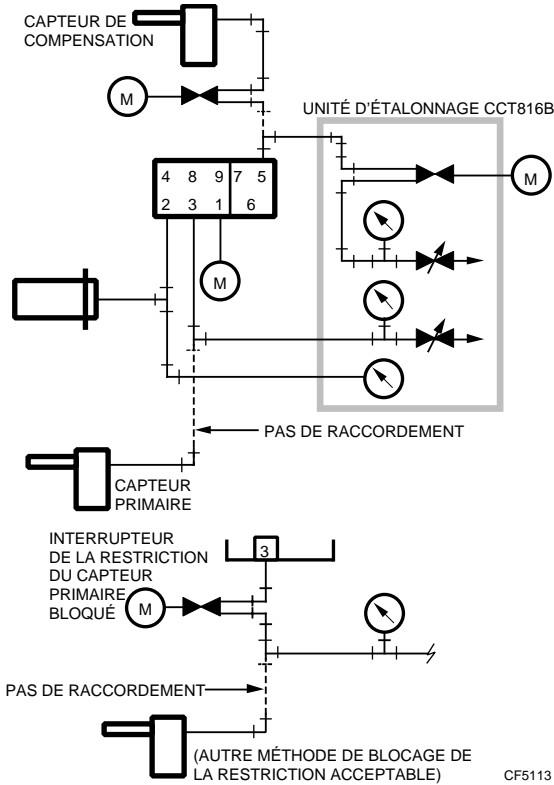 CAPTEUR DE
COMPENSATION
M
UNITÉ D'ÉTALONNAGE CCT816B
M
4 8 9 7 5
2 3 1 6
M
PAS DE RACCORDEMENT
CAPTEUR
PRIMAIRE
INTERRUPTEUR
DE LA RESTRICTION
DU CAPTEUR
PRIMAIRE
BLOQUÉ
M
3
PAS DE RACCORDEMENT
(AUTRE MÉTHODE DE BLOCAGE DE
LA RESTRICTION ACCEPTABLE)
CF5113